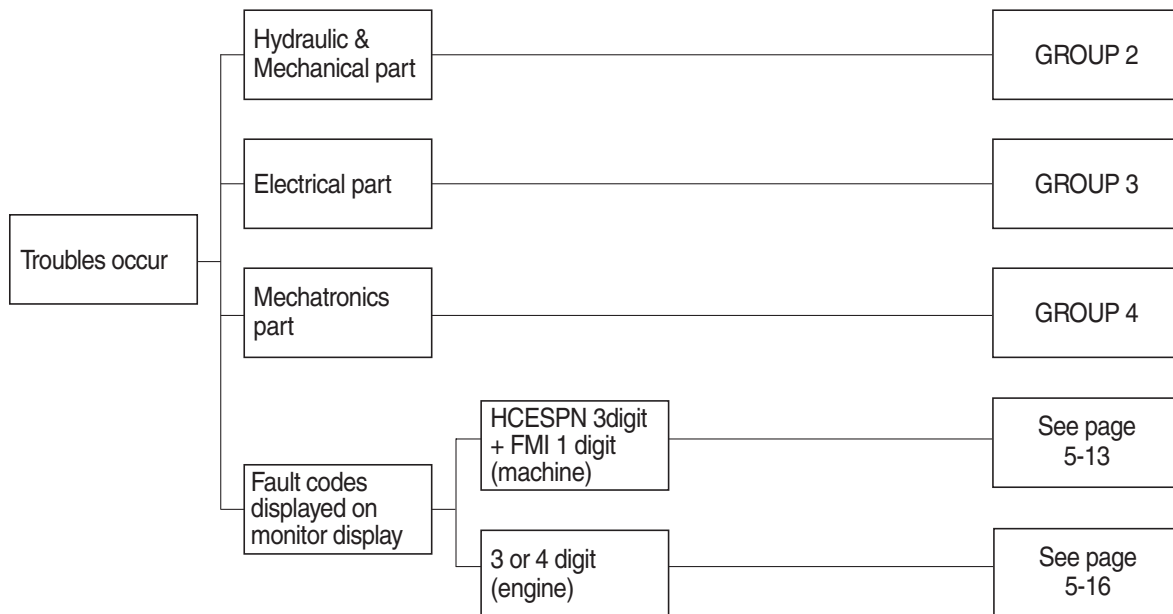 Hydraulic &
Mechanical part
GROUP 2
Electrical part
GROUP 3
Troubles occur
Mechatronics
part
GROUP 4
Fault codes
displayed on
monitor display
HCESPN 3digit
+ FMI 1 digit
(machine)
See page
5-13
3 or 4 digit
(engine)
See page
5-16